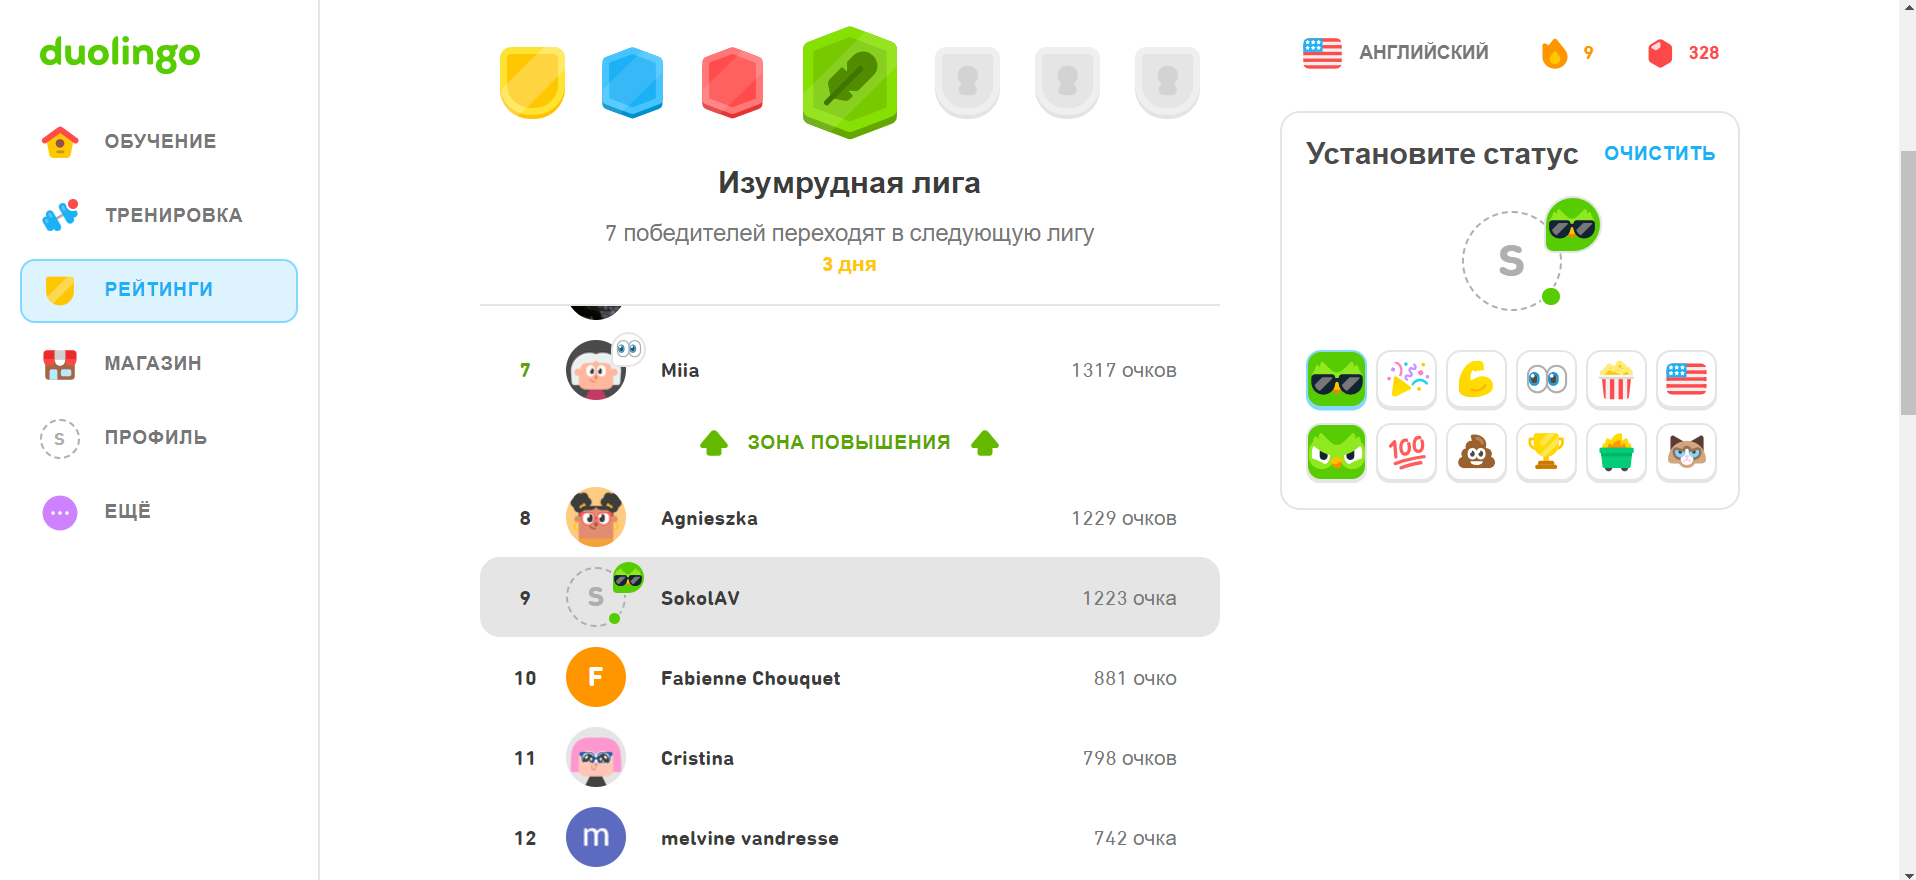 duolingo
ОБУЧЕНИЕ
ТРЕНИРОВКА
РЕЙТИНГИ
МАГАЗИН
S
ПРОФИЛЬ
ЕЩЁ
Изумрудная лига
7 победителей переходят в следующую лигу
3 дня
7 Miia 1317 очков
ЗОНА ПОВЫШЕНИЯ
8 Agnieszka 1229 очков
9 S SokolAV 1223 очка
10 F Fabienne Chouquet 881 очко
11 Cristina 798 очков
12 m melvine vandresse 742 очка
АНГЛИЙСКИЙ 9 328
Установите статус ОЧИСТИТЬ
S
100